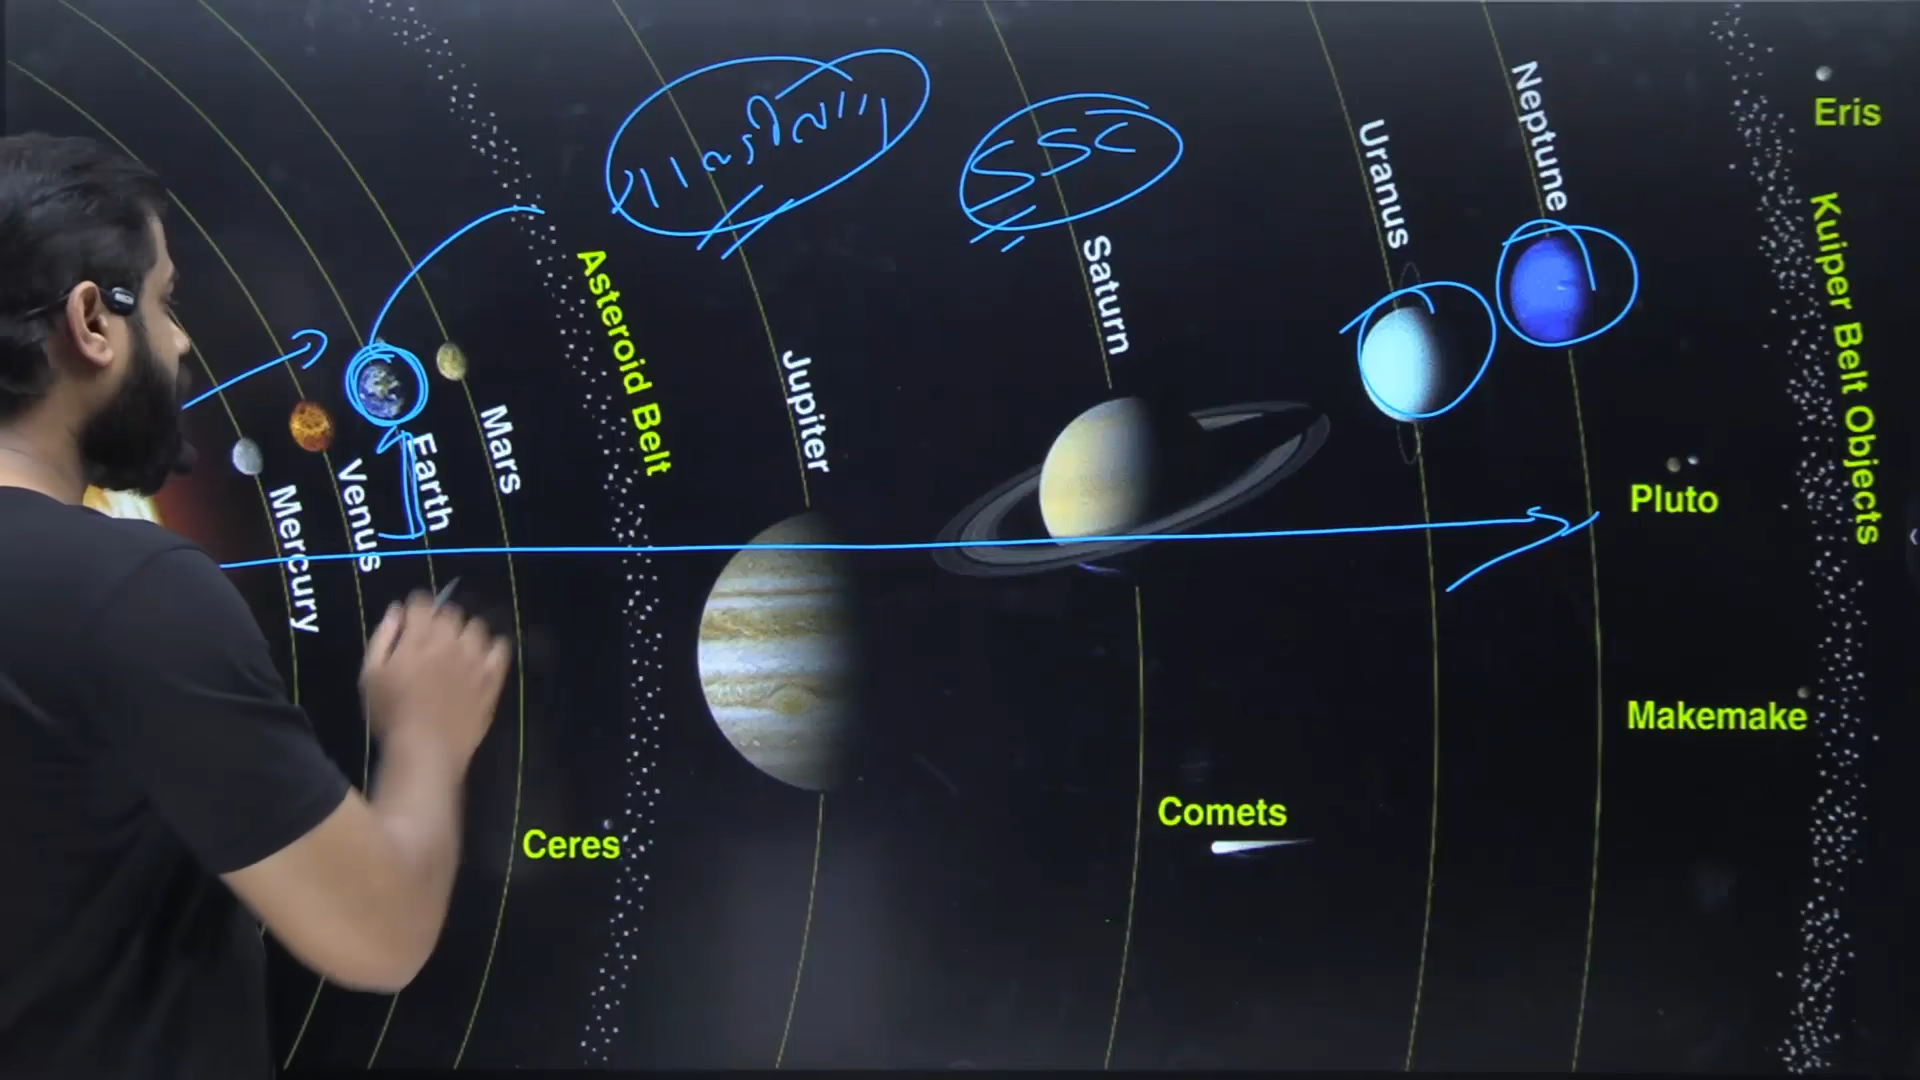 Mercury
Venus
Earth
Mars
Asteroid Belt
Ceres
Jupiter
SSC
Saturn
Comets
Uranus
Neptune
Pluto
Makemake
Eris
Kuiper Belt Objects